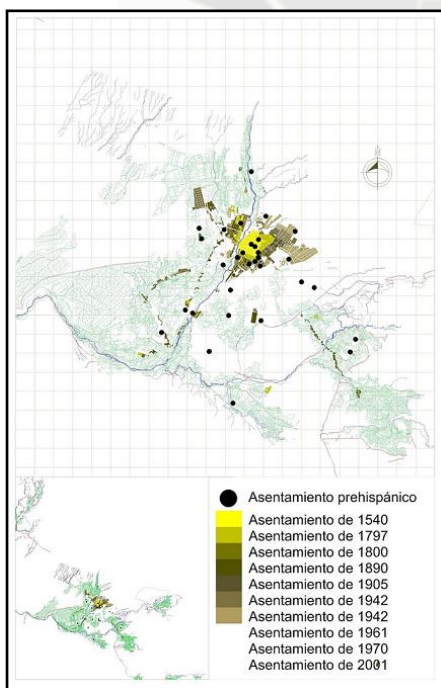 Asentamiento prehispánico
Asentamiento de 1540
Asentamiento de 1797
Asentamiento de 1800
Asentamiento de 1890
Asentamiento de 1905
Asentamiento de 1942
Asentamiento de 1942
Asentamiento de 1961
Asentamiento de 1970
Asentamiento de 2001